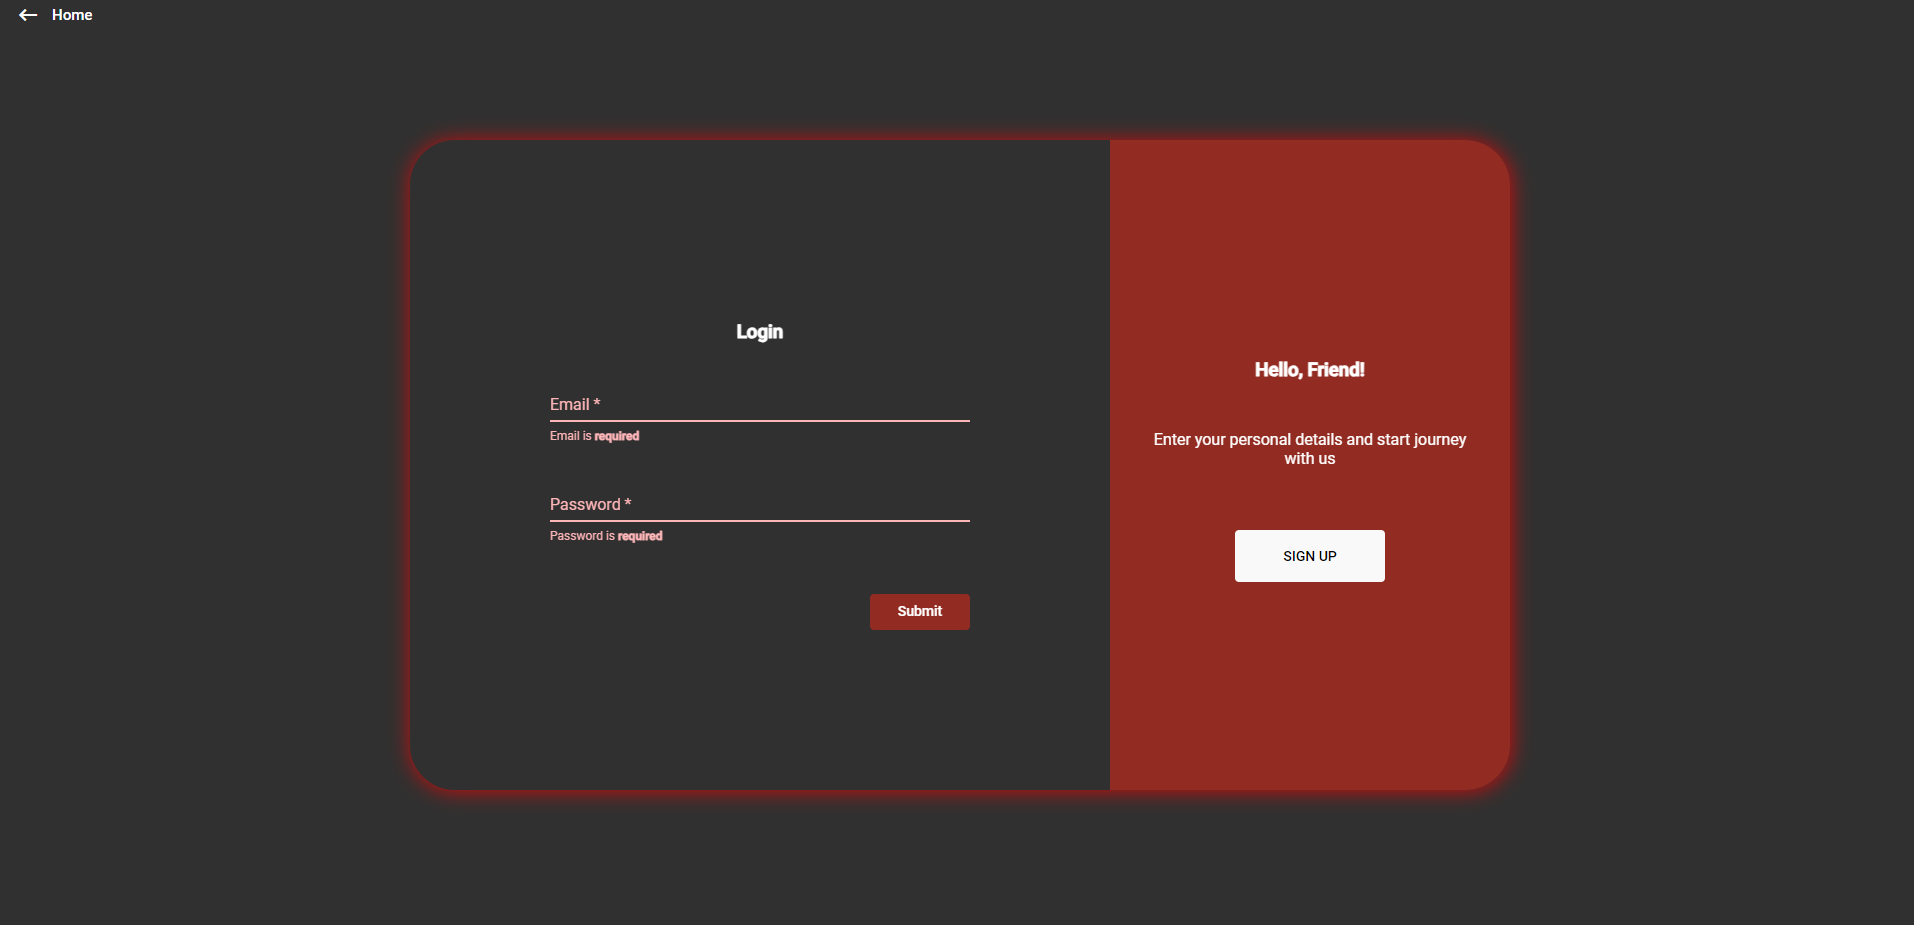 Home
Login
Email *
Email is required
Password *
Password is required
Submit
Hello, Friend!
Enter your personal details and start journey
with us
SIGN UP